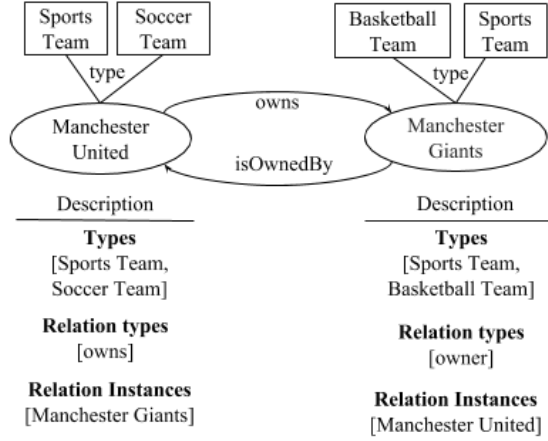 Sports
Team
Soccer
Team
Basketball
Team
Sports
Team
type
type
owns
Manchester
United
Manchester
Giants
isOwnedBy
Description
Types
[Sports Team,
Soccer Team]
Relation types
[owns]
Relation Instances
[Manchester Giants]
Description
Types
[Sports Team,
Basketball Team]
Relation types
[owner]
Relation Instances
[Manchester United]